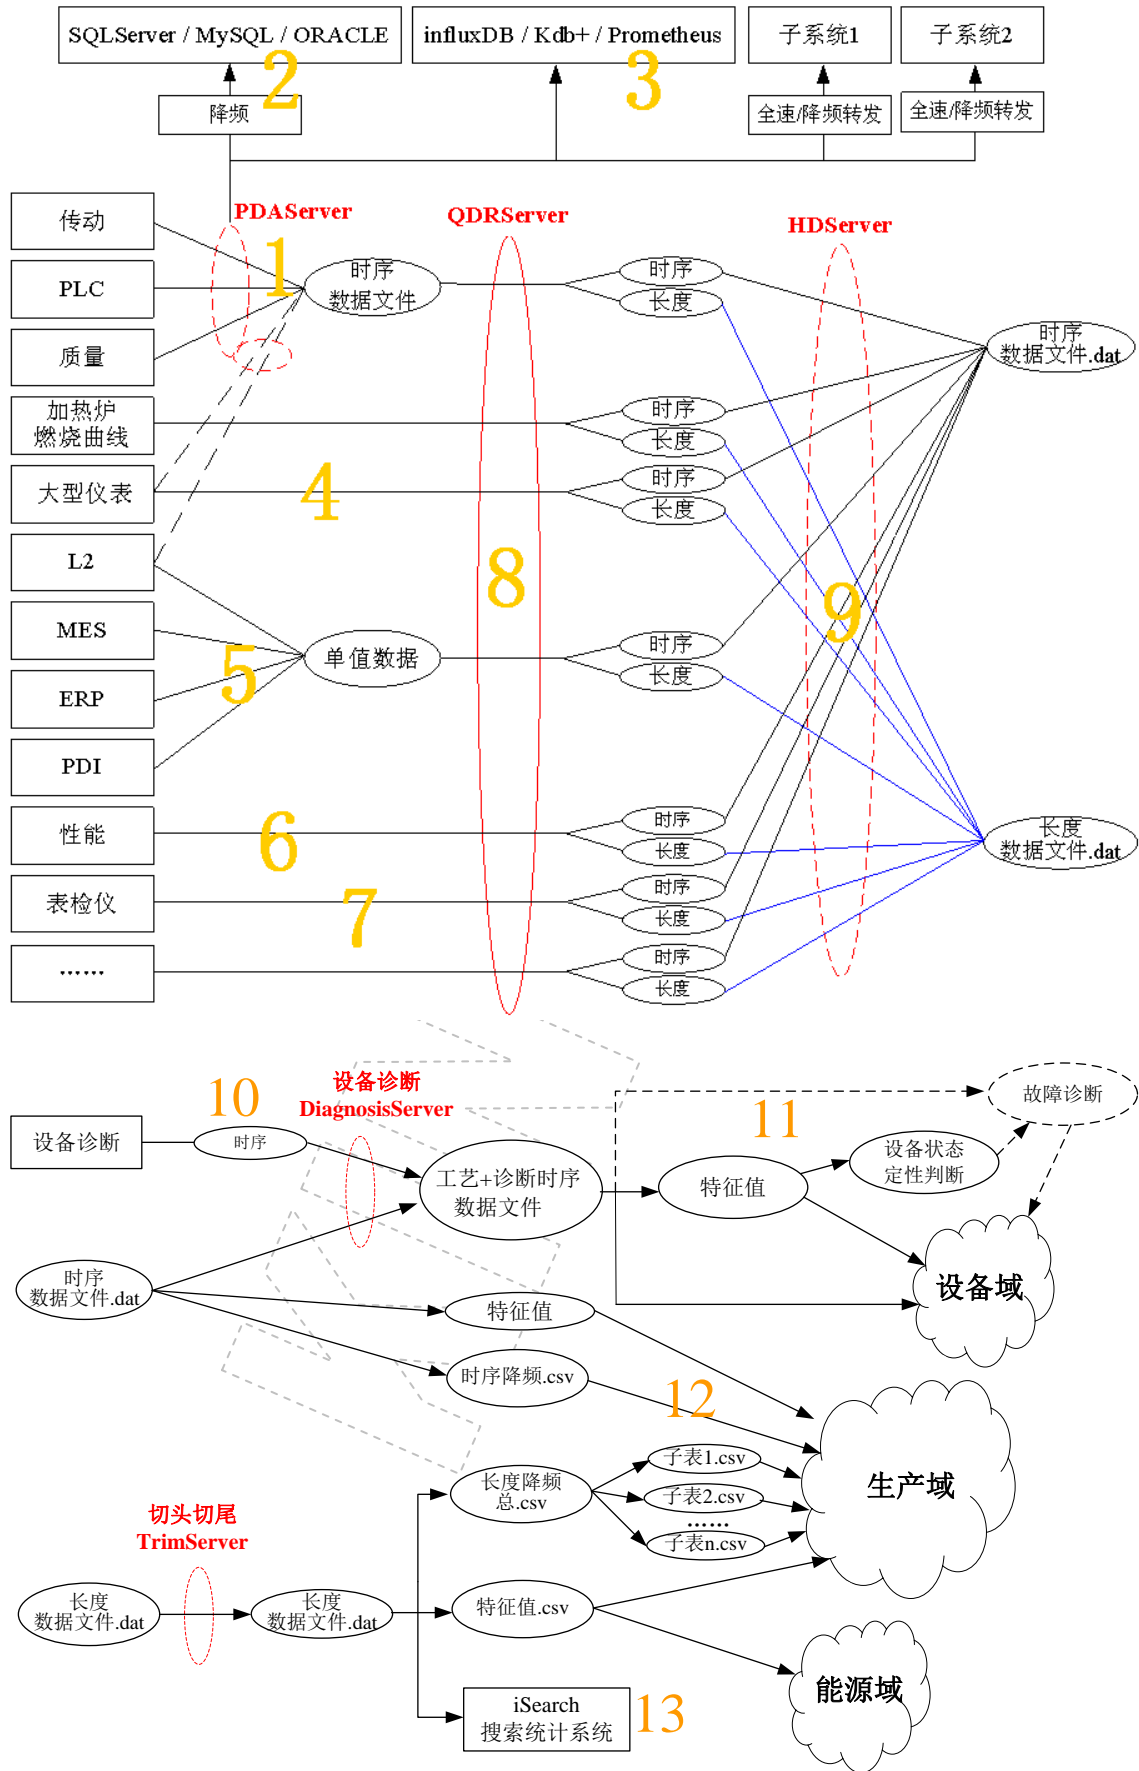 SQLServer / MySQL / ORACLE
influxDB / Kdb+ / Prometheus
子系统1
子系统2
2
3
降频
全速/降频转发
全速/降频转发
PDAServer
QDRServer
HDServer
传动
PLC
质量
加热炉
燃烧曲线
大型仪表
L2
MES
ERP
PDI
性能
表检仪
……
1
时序
数据文件
4
5
单值数据
6
7
8
时序
长度
时序
长度
时序
长度
时序
长度
时序
长度
时序
长度
时序
长度
9
时序
数据文件.dat
长度
数据文件.dat
设备诊断
10
时序
设备诊断
DiagnosisServer
工艺+诊断时序
数据文件
特征值
11
设备状态
定性判断
故障诊断
设备域
时序
数据文件.dat
特征值
时序降频.csv
12
生产域
长度降频
总.csv
子表1.csv
子表2.csv
……
子表n.csv
切头切尾
TrimServer
长度
数据文件.dat
长度
数据文件.dat
特征值.csv
能源域
iSearch
搜索统计系统
13